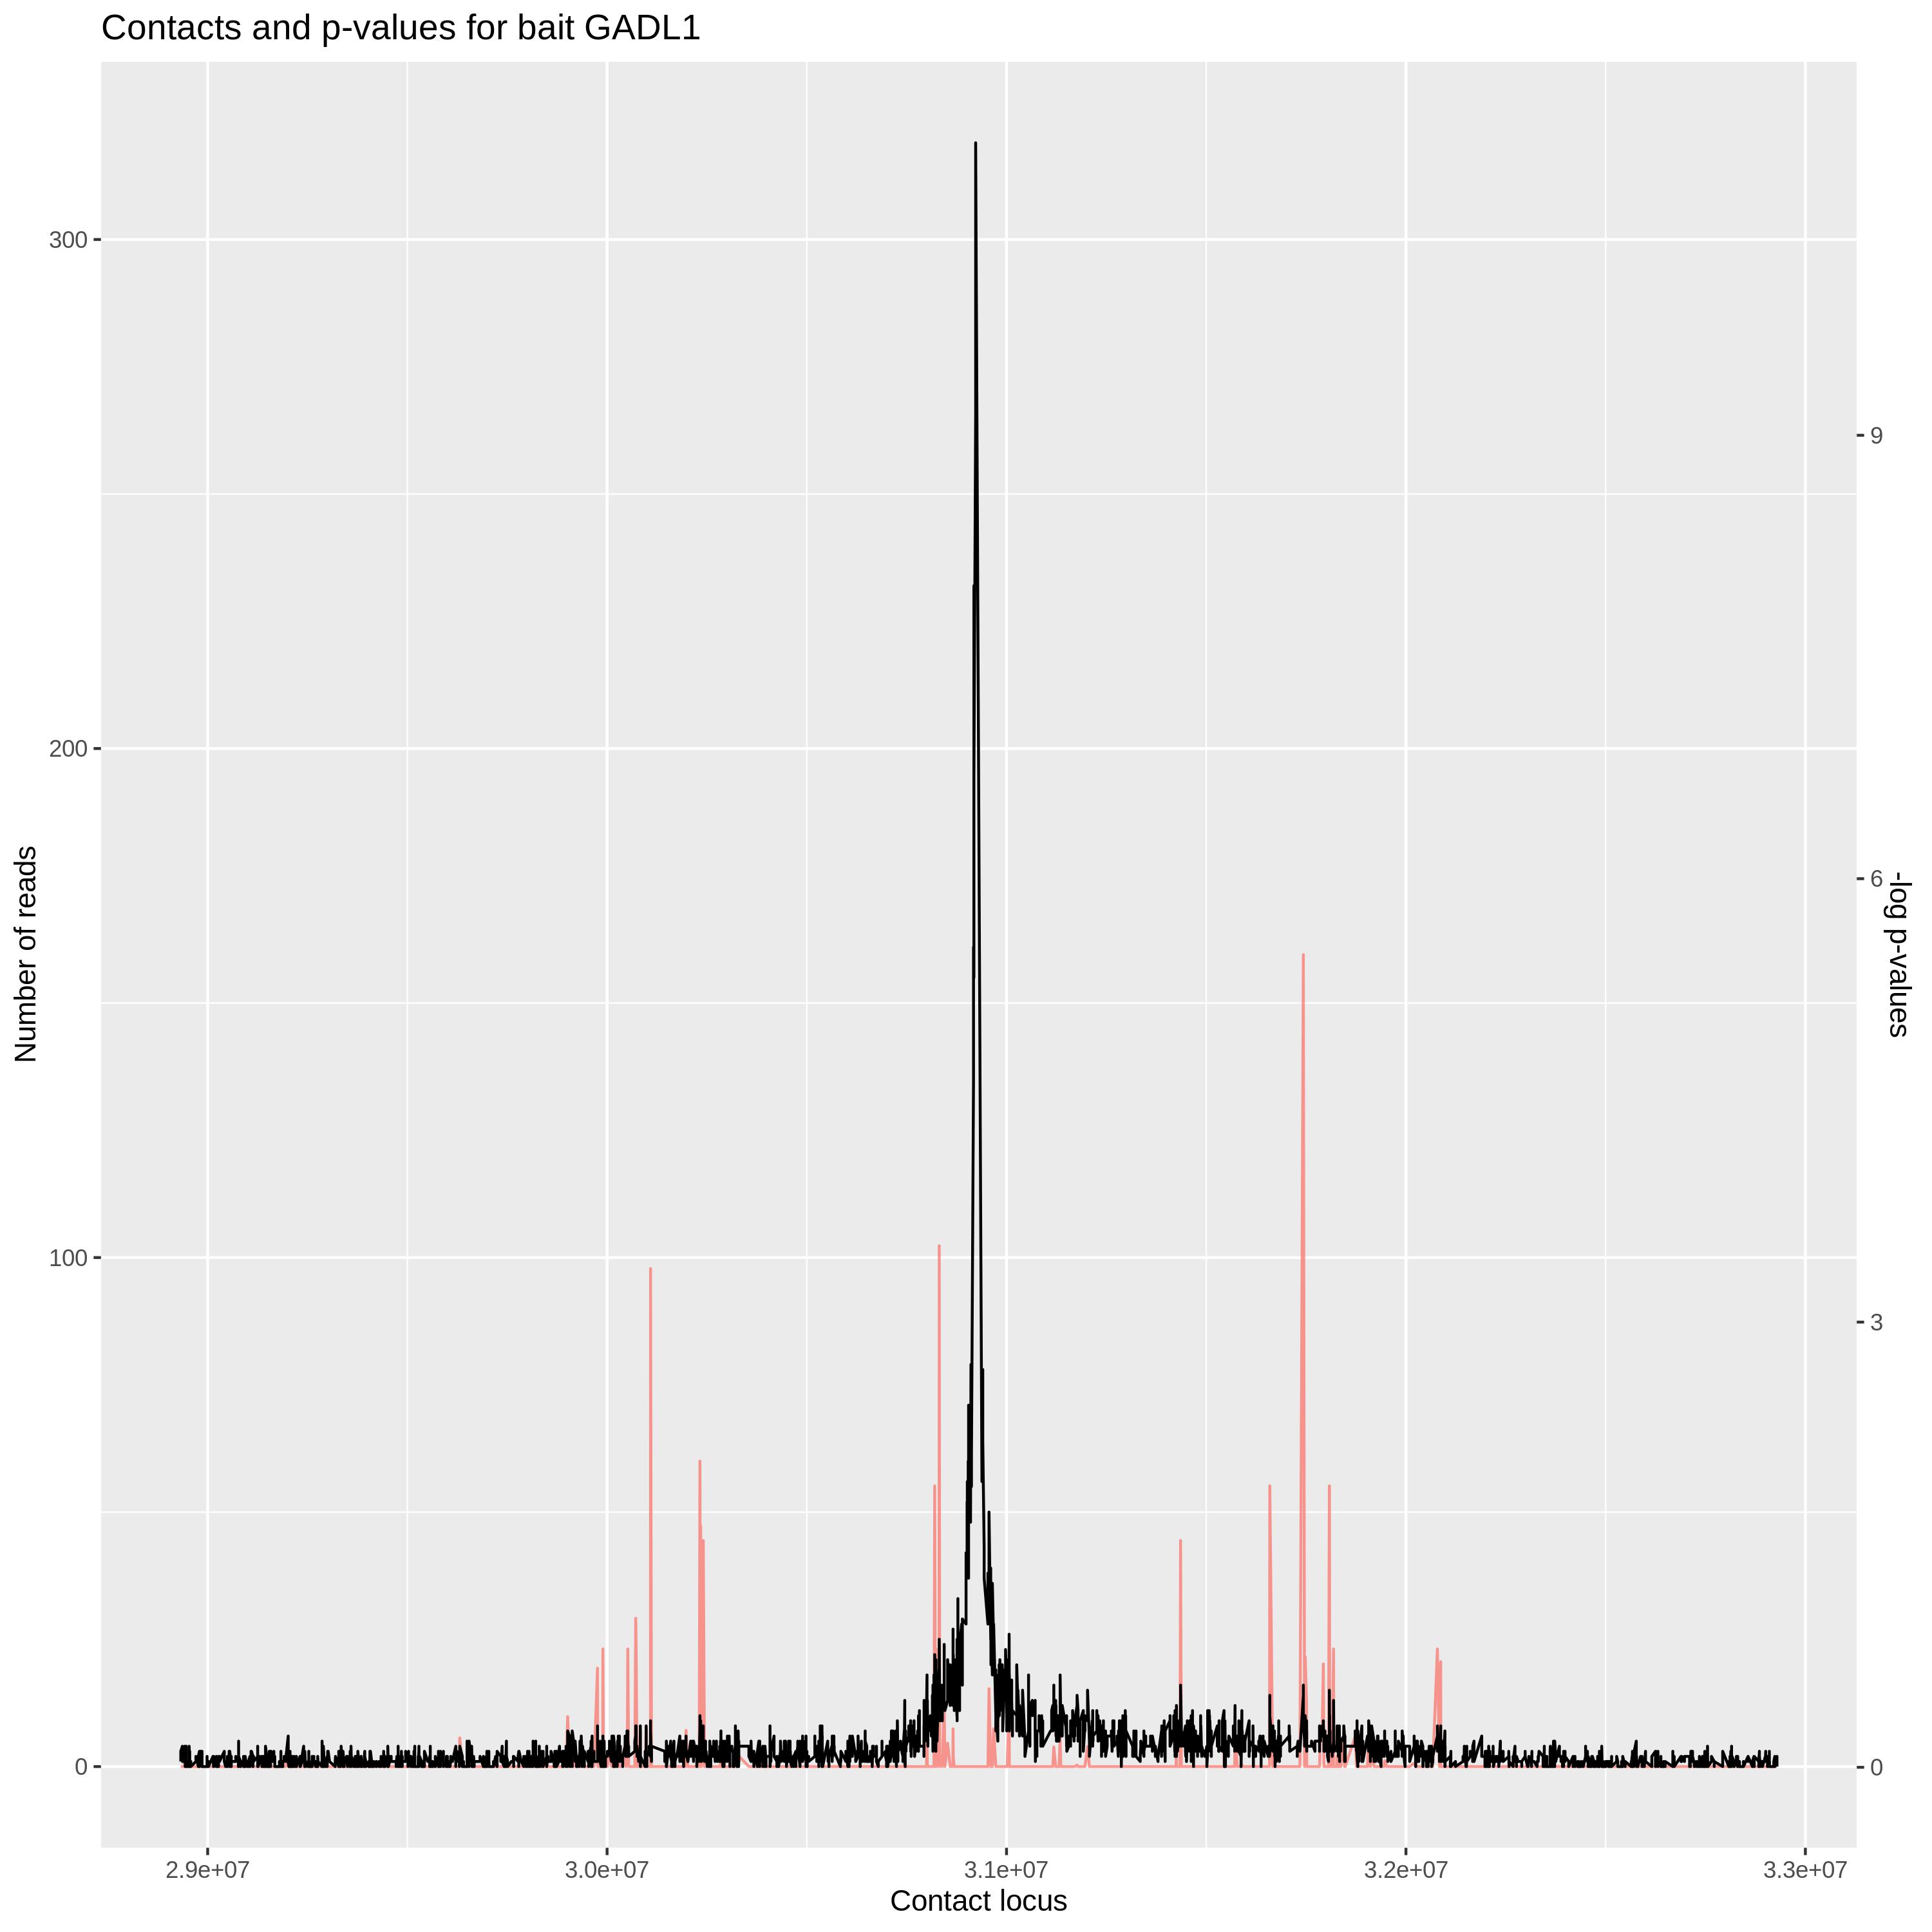 Contacts and p-values for bait GADL1
Number of reads
300
200
100
0
9
6
3
0
-log p-values
2.9e+07
3.0e+07
3.1e+07
3.2e+07
3.3e+07
Contact locus